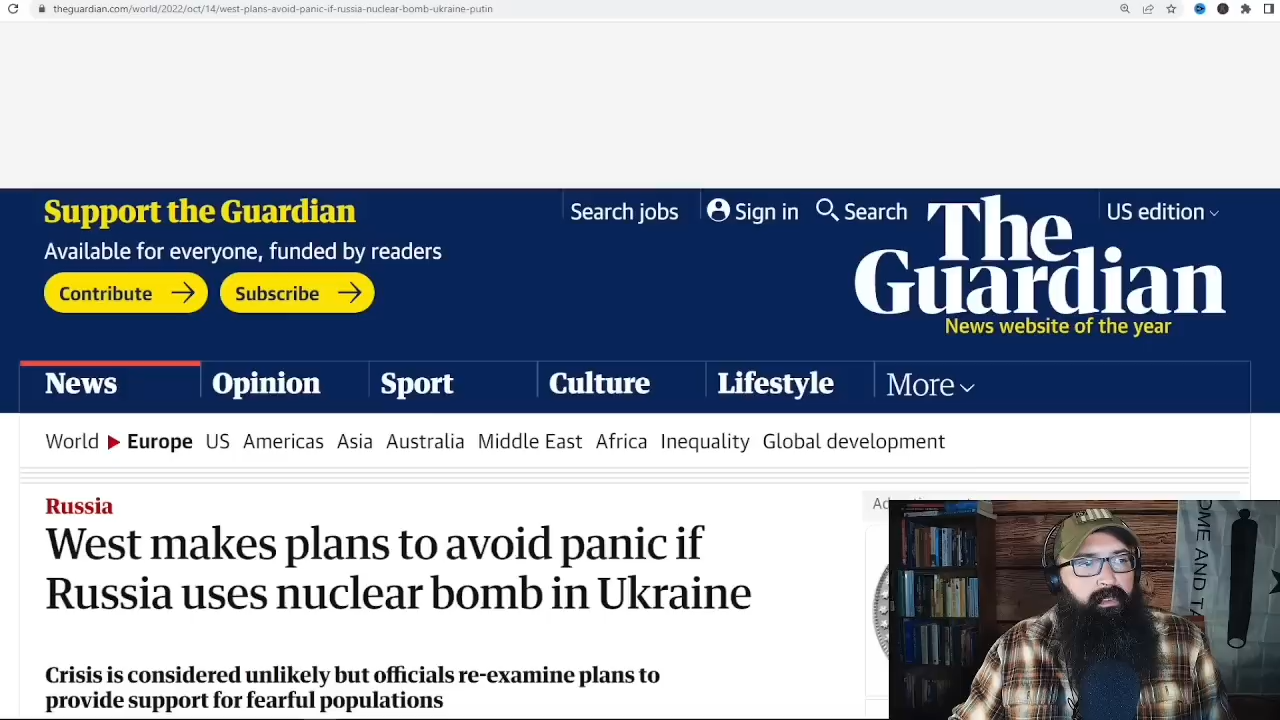 theguardian.com/world/2022/oct/14/west-plans-avoid-panic-if-russia-nuclear-bomb-ukraine-putin
Support the Guardian
Available for everyone, funded by readers
Contribute
Subscribe
Search jobs
Sign in
Search
US edition
The
Guardian
News website of the year
News
Opinion
Sport
Culture
Lifestyle
More
World
Europe
US
Americas
Asia
Australia
Middle East
Africa
Inequality
Global development
Russia
West makes plans to avoid panic if
Russia uses nuclear bomb in Ukraine
Crisis is considered unlikely but officials re-examine plans to
provide support for fearful populations
AND